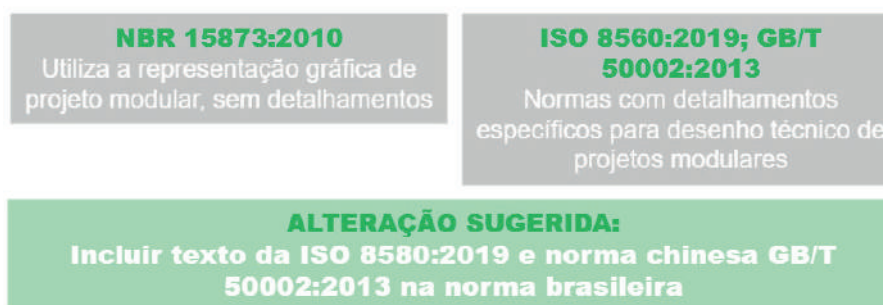 NBR 15873:2010
Utiliza a representação gráfica de
projeto modular, sem detalhamentos
ISO 8560:2019; GB/T
50002:2013
Normas com detalhamentos
específicos para desenho técnico de
projetos modulares
ALTERAÇÃO SUGERIDA:
Incluir texto da ISO 8580:2019 e norma chinesa GB/T
50002:2013 na norma brasileira